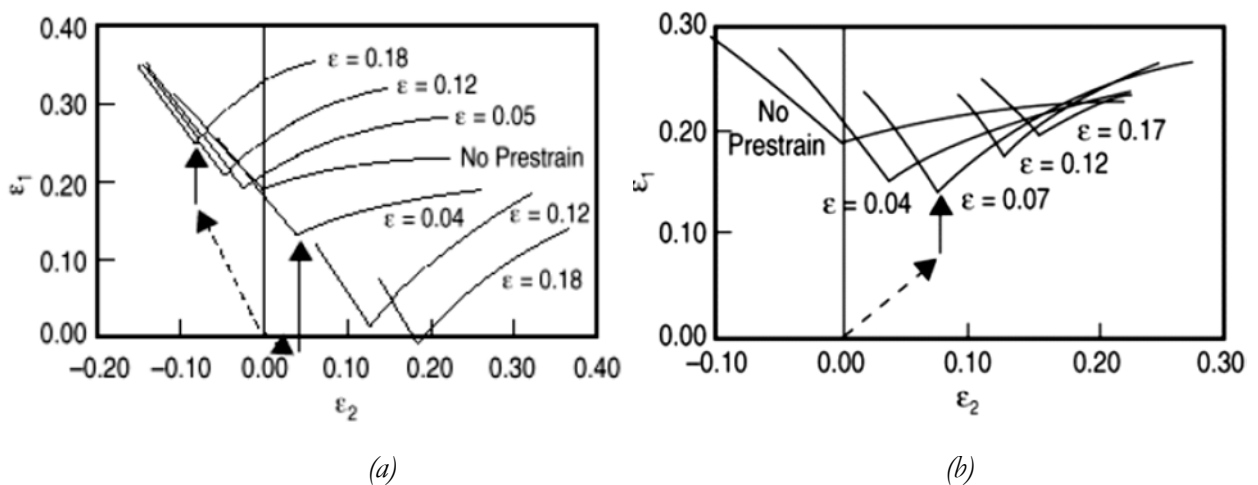 0.40
ε = 0.18
ε = 0.12
0.30
ε = 0.05
ε1
No Prestrain
0.20
ε = 0.04
ε = 0.12
0.10
ε = 0.18
0.00
−0.20 −0.10 0.00 0.10 0.20 0.30 0.40
ε2
(a)
0.30
No
Prestrain
0.20
ε = 0.17
ε1
ε = 0.12
ε = 0.04
ε = 0.07
0.10
0.00
−0.10 0.00 0.10 0.20 0.30
ε2
(b)